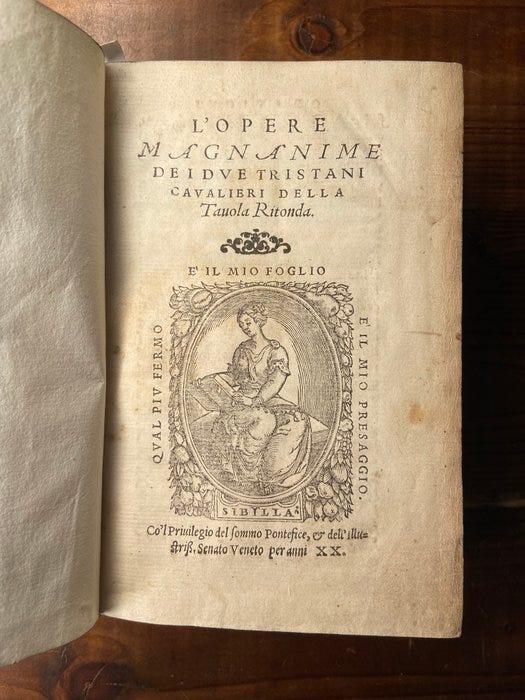 L'OPERE
MAGNANIME
DEI DVE TRISTANI
CAVALIERI DELLA
Tauola Ritonda.
E' IL MIO FOGLIO
QVAL PIV FERMO
E' IL MIO PRESAGGIO.
SIBYLLA
Co'l Priuilegio del sommo Pontefice, & dell'illu-
striß. Senato Veneto per anni XX.